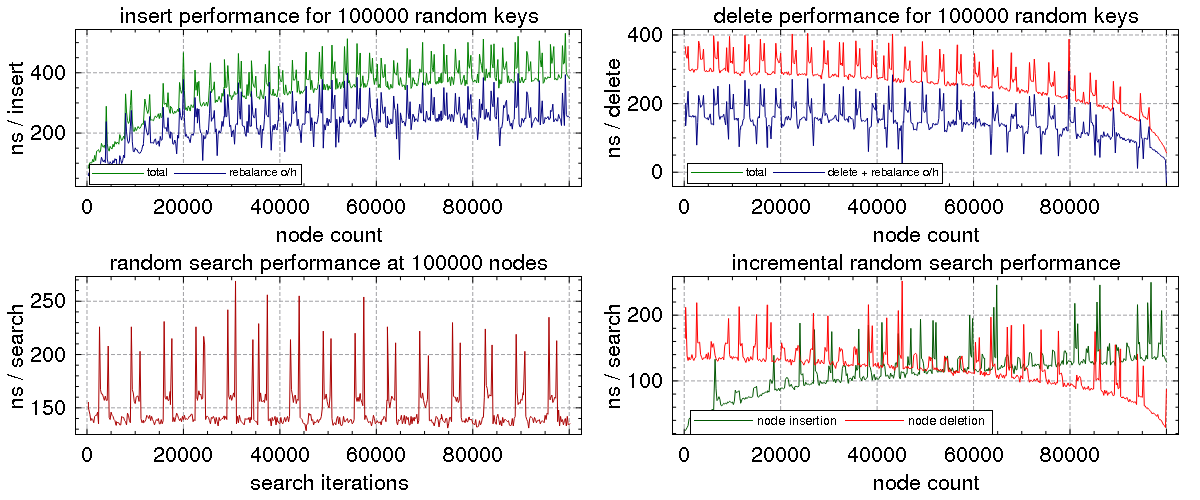 insert performance for 100000 random keys
ns / insert
400
200
total
rebalance o/h
0
20000
40000
60000
80000
node count
delete performance for 100000 random keys
ns / delete
400
200
0
total
delete + rebalance o/h
0
20000
40000
60000
80000
node count
random search performance at 100000 nodes
ns / search
250
200
150
0
20000
40000
60000
80000
search iterations
incremental random search performance
ns / search
200
100
node insertion
node deletion
0
20000
40000
60000
80000
node count